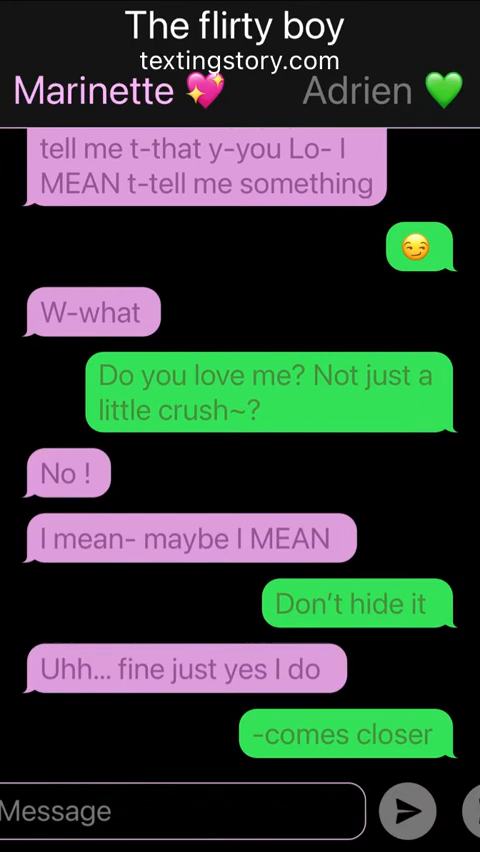 The flirty boy
textingstory.com
Marinette 💖 Adrien 💚
tell me t-that y-you Lo- I
MEAN t-tell me something
😏
W-what
Do you love me? Not just a
little crush~?
No !
I mean- maybe I MEAN
Don't hide it
Uhh... fine just yes I do
-comes closer
Message